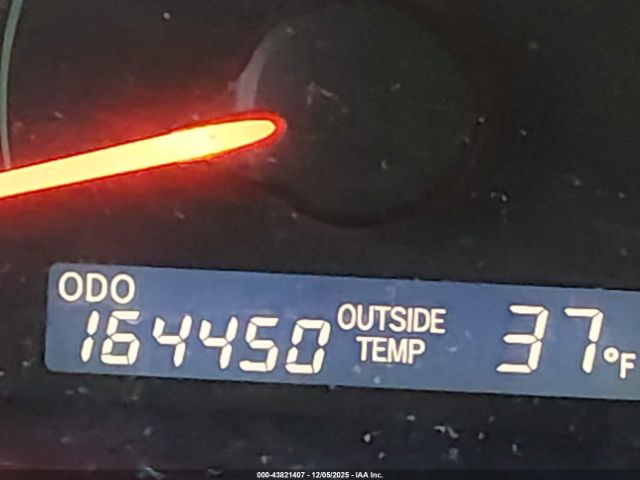 ODO
164450
OUTSIDE
TEMP
37°F
000-43821407 - 12/05/2025 - IAA Inc.